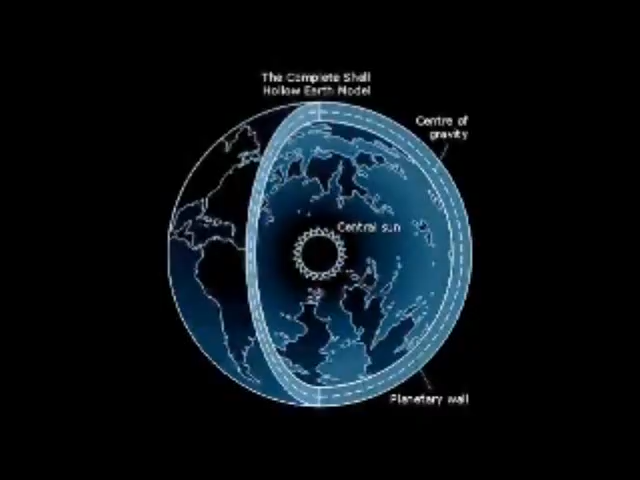 The Complete Shell
Hollow Earth Model
Centre of
gravity
Central sun
Planetary wall